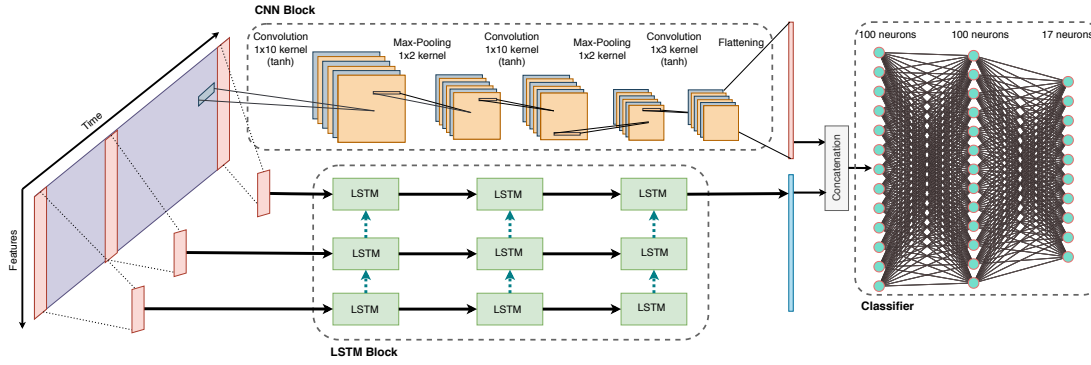 CNN Block
Convolution
1x10 kernel
(tanh)
Max-Pooling
1x2 kernel
Convolution
1x10 kernel
(tanh)
Max-Pooling
1x2 kernel
Convolution
1x3 kernel
(tanh)
Flattening
100 neurons
100 neurons
17 neurons
Time
Features
LSTM
LSTM
LSTM
LSTM
LSTM
LSTM
LSTM
LSTM
LSTM
LSTM Block
Concatenation
Classifier